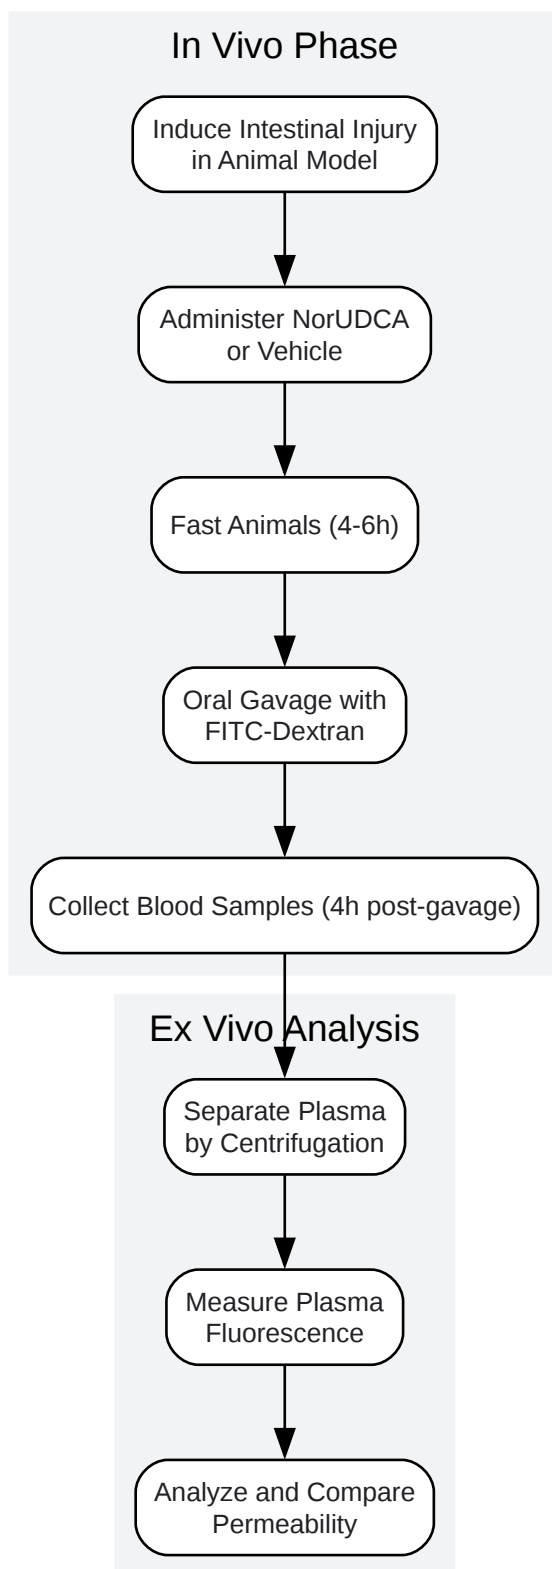 In Vivo Phase
Induce Intestinal Injury
in Animal Model
Administer NorUDCA
or Vehicle
Fast Animals (4-6h)
Oral Gavage with
FITC-Dextran
Collect Blood Samples (4h post-gavage)
Ex Vivo Analysis
Separate Plasma
by Centrifugation
Measure Plasma
Fluorescence
Analyze and Compare
Permeability